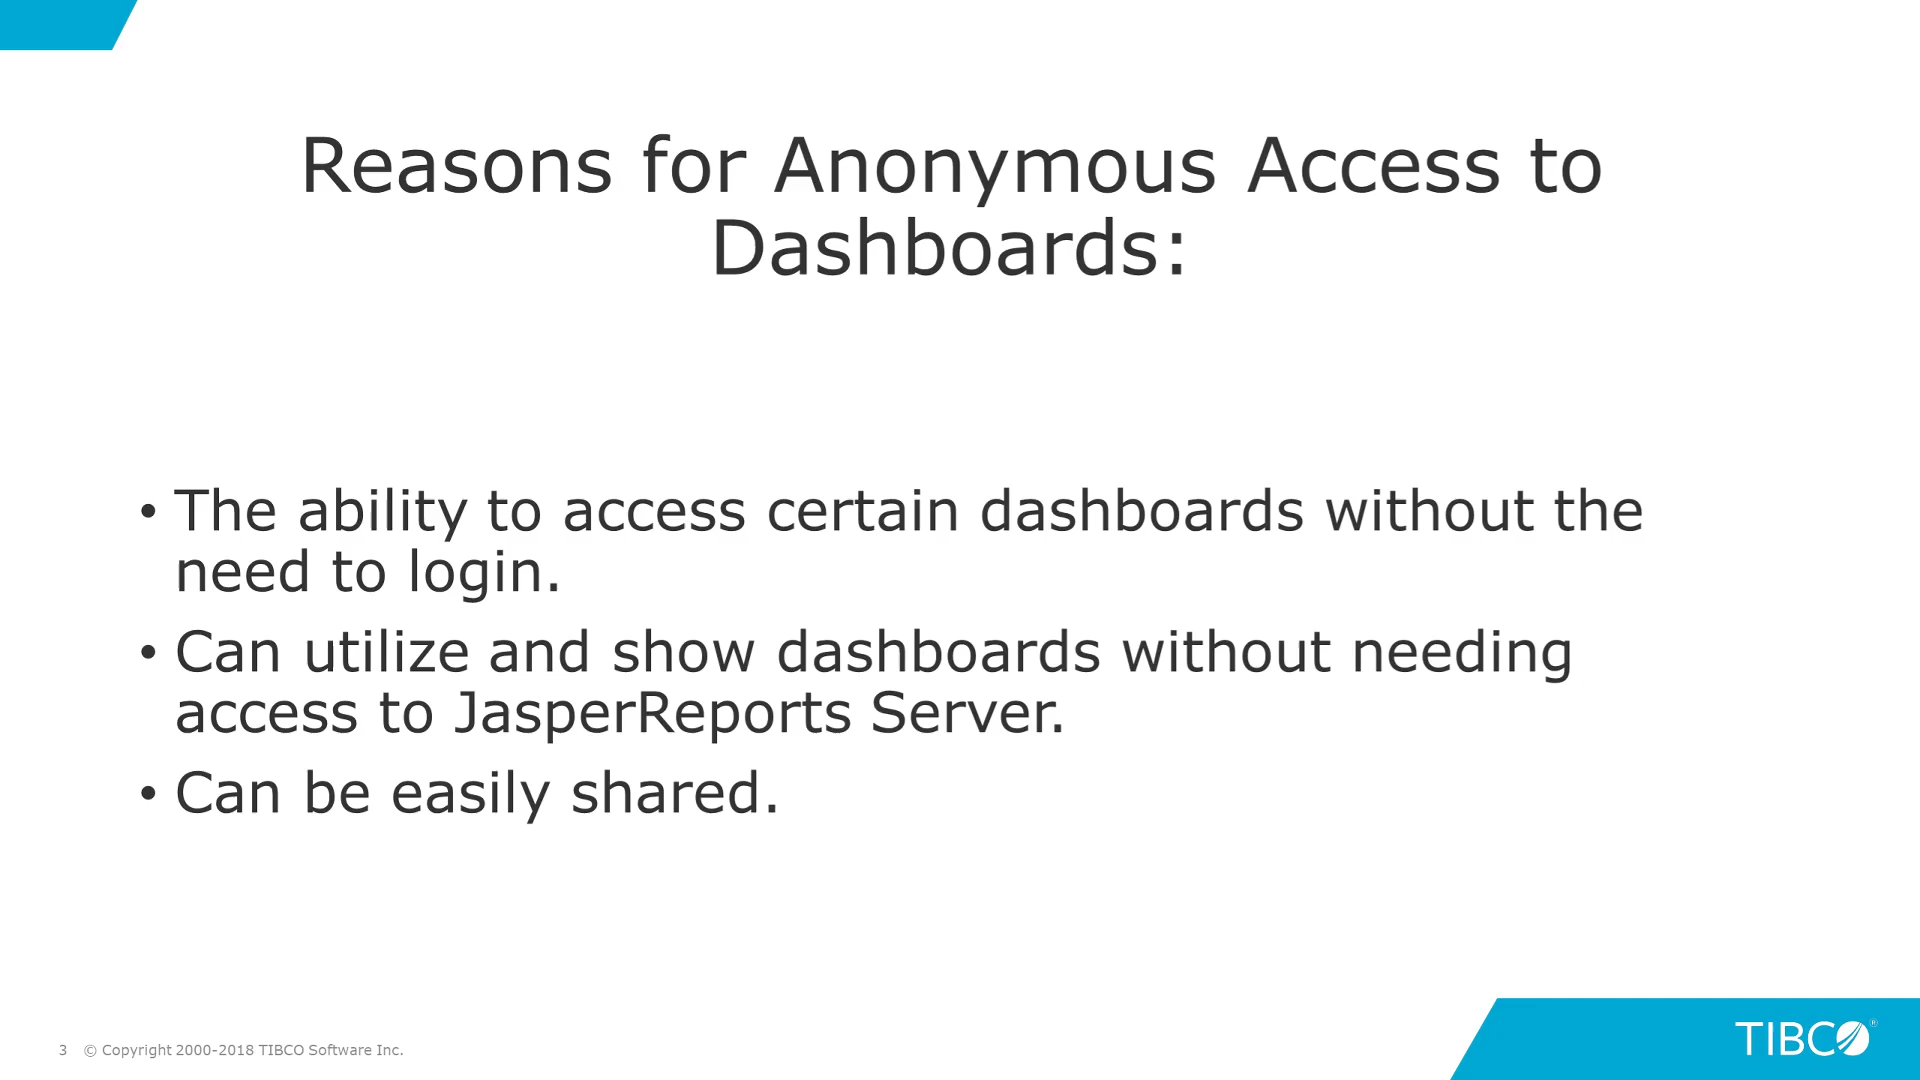 Reasons for Anonymous Access to
Dashboards:
• The ability to access certain dashboards without the
need to login.
• Can utilize and show dashboards without needing
access to JasperReports Server.
• Can be easily shared.
3 © Copyright 2000-2018 TIBCO Software Inc.
TIBCO®